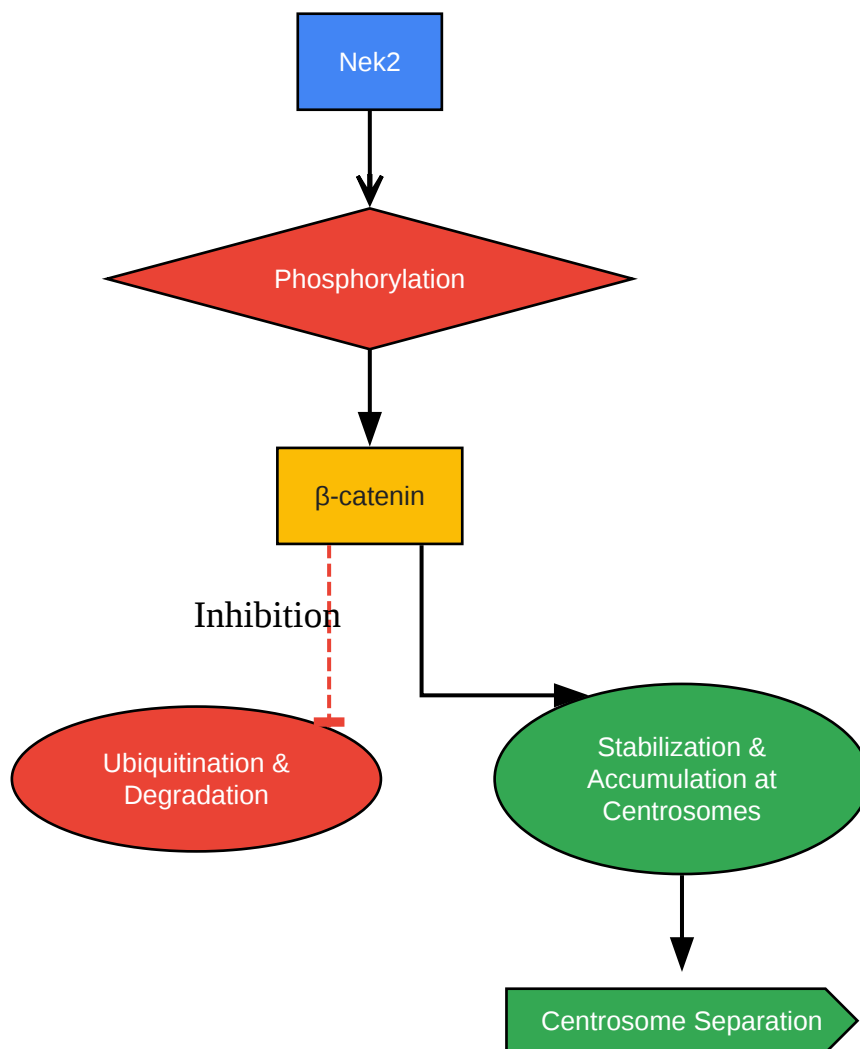 Nek2
Phosphorylation
β-catenin
Inhibition
Ubiquitination &
Degradation
Stabilization &
Accumulation at
Centrosomes
Centrosome Separation